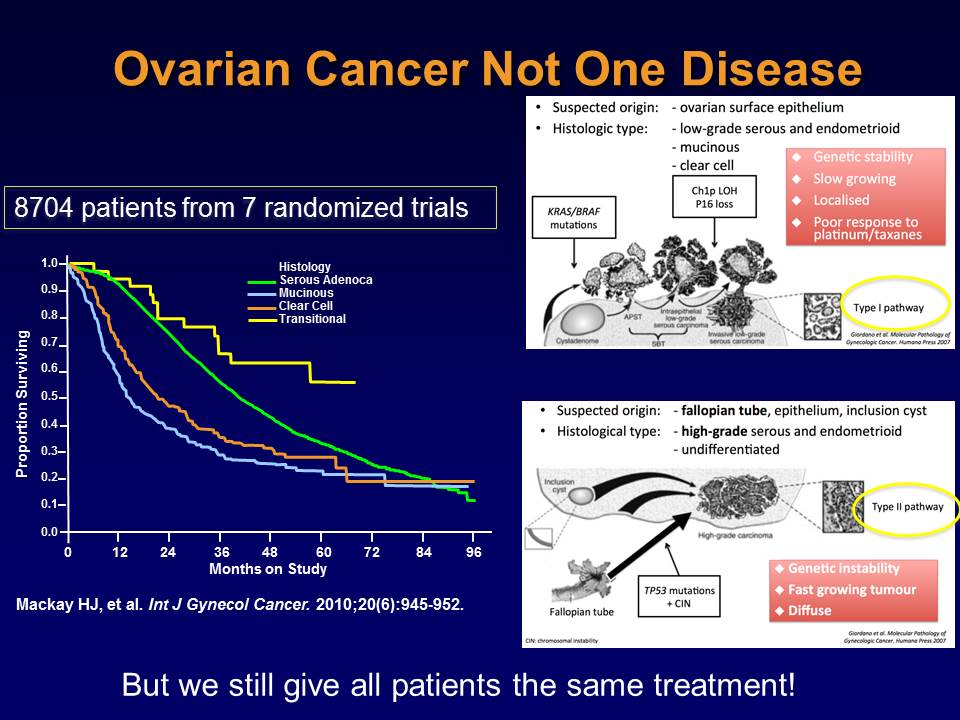 Ovarian Cancer Not One Disease
8704 patients from 7 randomized trials
Histology
Serous Adenoca
Mucinous
Clear Cell
Transitional
Proportion Surviving
1.0
0.9
0.8
0.7
0.6
0.5
0.4
0.3
0.2
0.1
0.0
0 12 24 36 48 60 72 84 96
Months on Study
Mackay HJ, et al. Int J Gynecol Cancer. 2010;20(6):945-952.
• Suspected origin: - ovarian surface epithelium
• Histologic type: - low-grade serous and endometrioid
- mucinous
- clear cell
◆ Genetic stability
◆ Slow growing
◆ Localised
◆ Poor response to
platinum/taxanes
KRAS/BRAF
mutations
Ch1p LOH
P16 loss
Cystadenome
APST
SBT
Intraepithelial
low-grade
serous carcinoma
Invasive low-grade
serous carcinoma
Type I pathway
Giordano et al. Molecular Pathology of
Gynecologic Cancer. Humana Press 2007
• Suspected origin: - fallopian tube, epithelium, inclusion cyst
• Histological type: - high-grade serous and endometrioid
- undifferentiated
Inclusion
cyst
High-grade carcinoma
Type II pathway
Fallopian tube
TP53 mutations
+ CIN
◆ Genetic instability
◆ Fast growing tumour
◆ Diffuse
CIN: chromosomal instability
Giordano et al. Molecular Pathology of
Gynecologic Cancer. Humana Press 2007
But we still give all patients the same treatment!